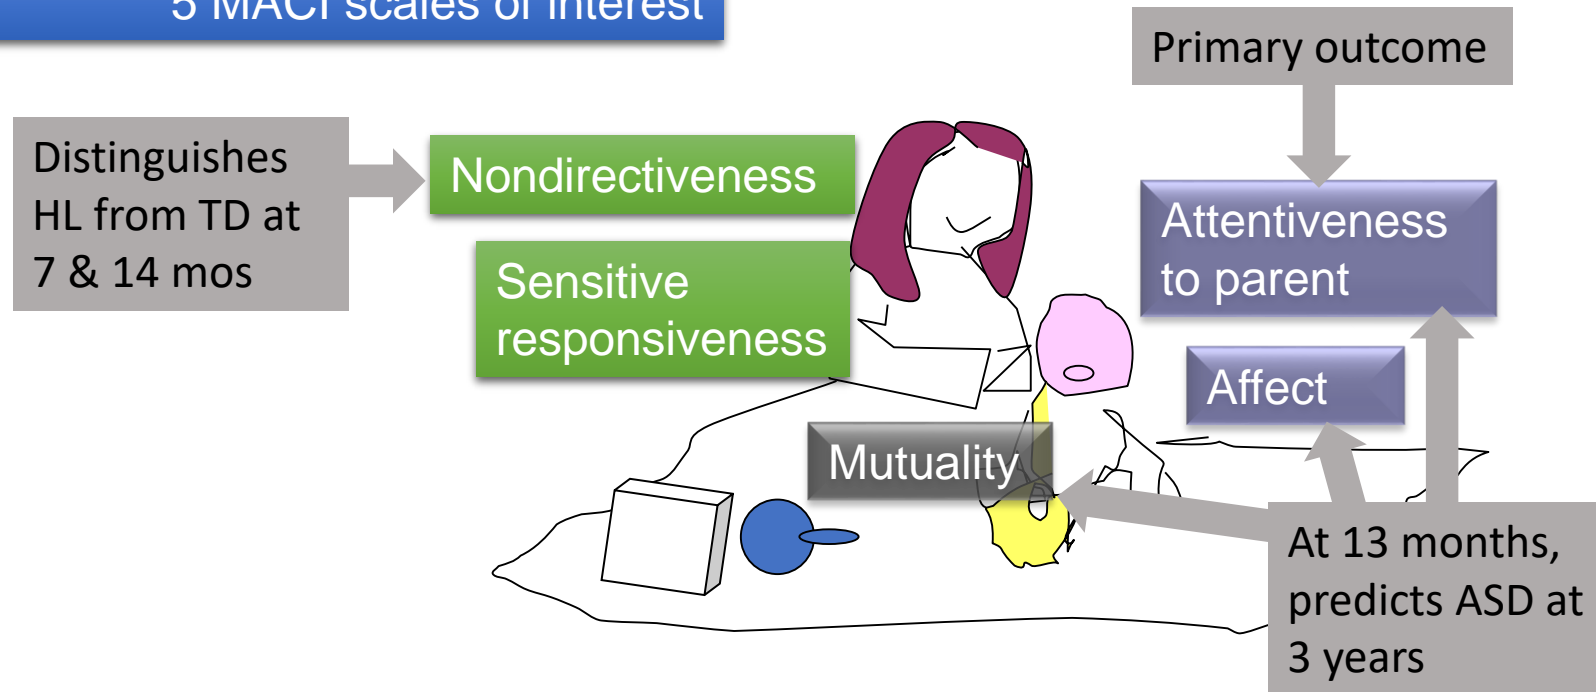 5 MACI scales of interest
Primary outcome
Distinguishes
HL from TD at
7 & 14 mos
Nondirectiveness
Sensitive
responsiveness
Attentiveness
to parent
Affect
Mutuality
At 13 months,
predicts ASD at
3 years